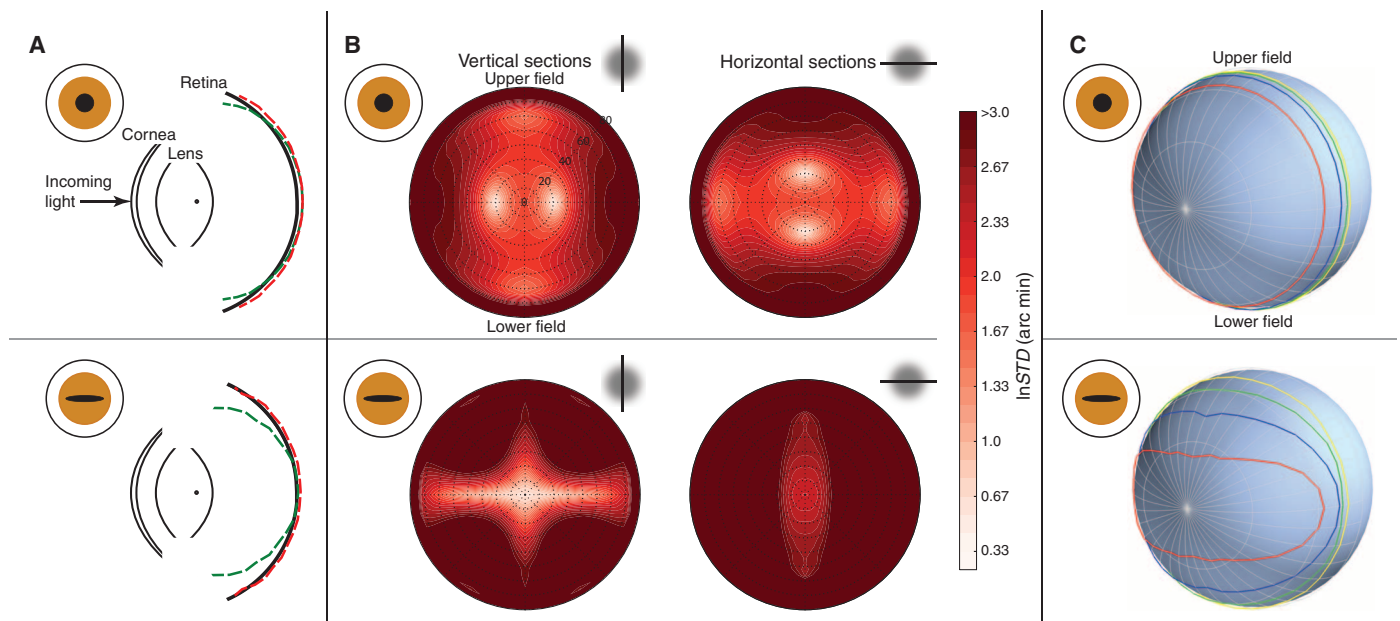 A
Retina
Cornea
Lens
Incoming
light
B
Vertical sections
Upper field
80
60
40
20
0
Lower field
Horizontal sections
>3.0
2.67
2.33
2.0
1.67
1.33
1.0
0.67
0.33
lnSTD (arc min)
C
Upper field
Lower field